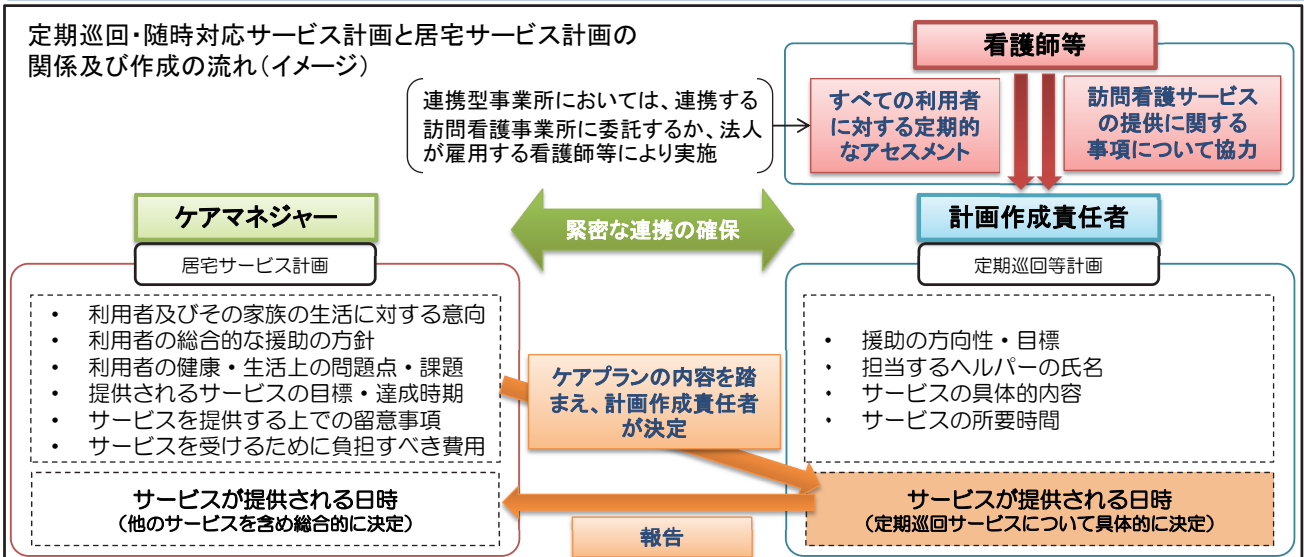 定期巡回・随時対応サービス計画と居宅サービス計画の
関係及び作成の流れ（イメージ）
看護師等
連携型事業所においては、連携する
訪問看護事業所に委託するか、法人
が雇用する看護師等により実施
すべての利用者
に対する定期的
なアセスメント
訪問看護サービス
の提供に関する
事項について協力
ケアマネジャー
緊密な連携の確保
計画作成責任者
居宅サービス計画
定期巡回等計画
・ 利用者及びその家族の生活に対する意向
・ 利用者の総合的な援助の方針
・ 利用者の健康・生活上の問題点・課題
・ 提供されるサービスの目標・達成時期
・ サービスを提供する上での留意事項
・ サービスを受けるために負担すべき費用
ケアプランの内容を踏
まえ、計画作成責任者
が決定
・ 援助の方向性・目標
・ 担当するヘルパーの氏名
・ サービスの具体的内容
・ サービスの所要時間
サービスが提供される日時
（他のサービスを含め総合的に決定）
サービスが提供される日時
（定期巡回サービスについて具体的に決定）
報告